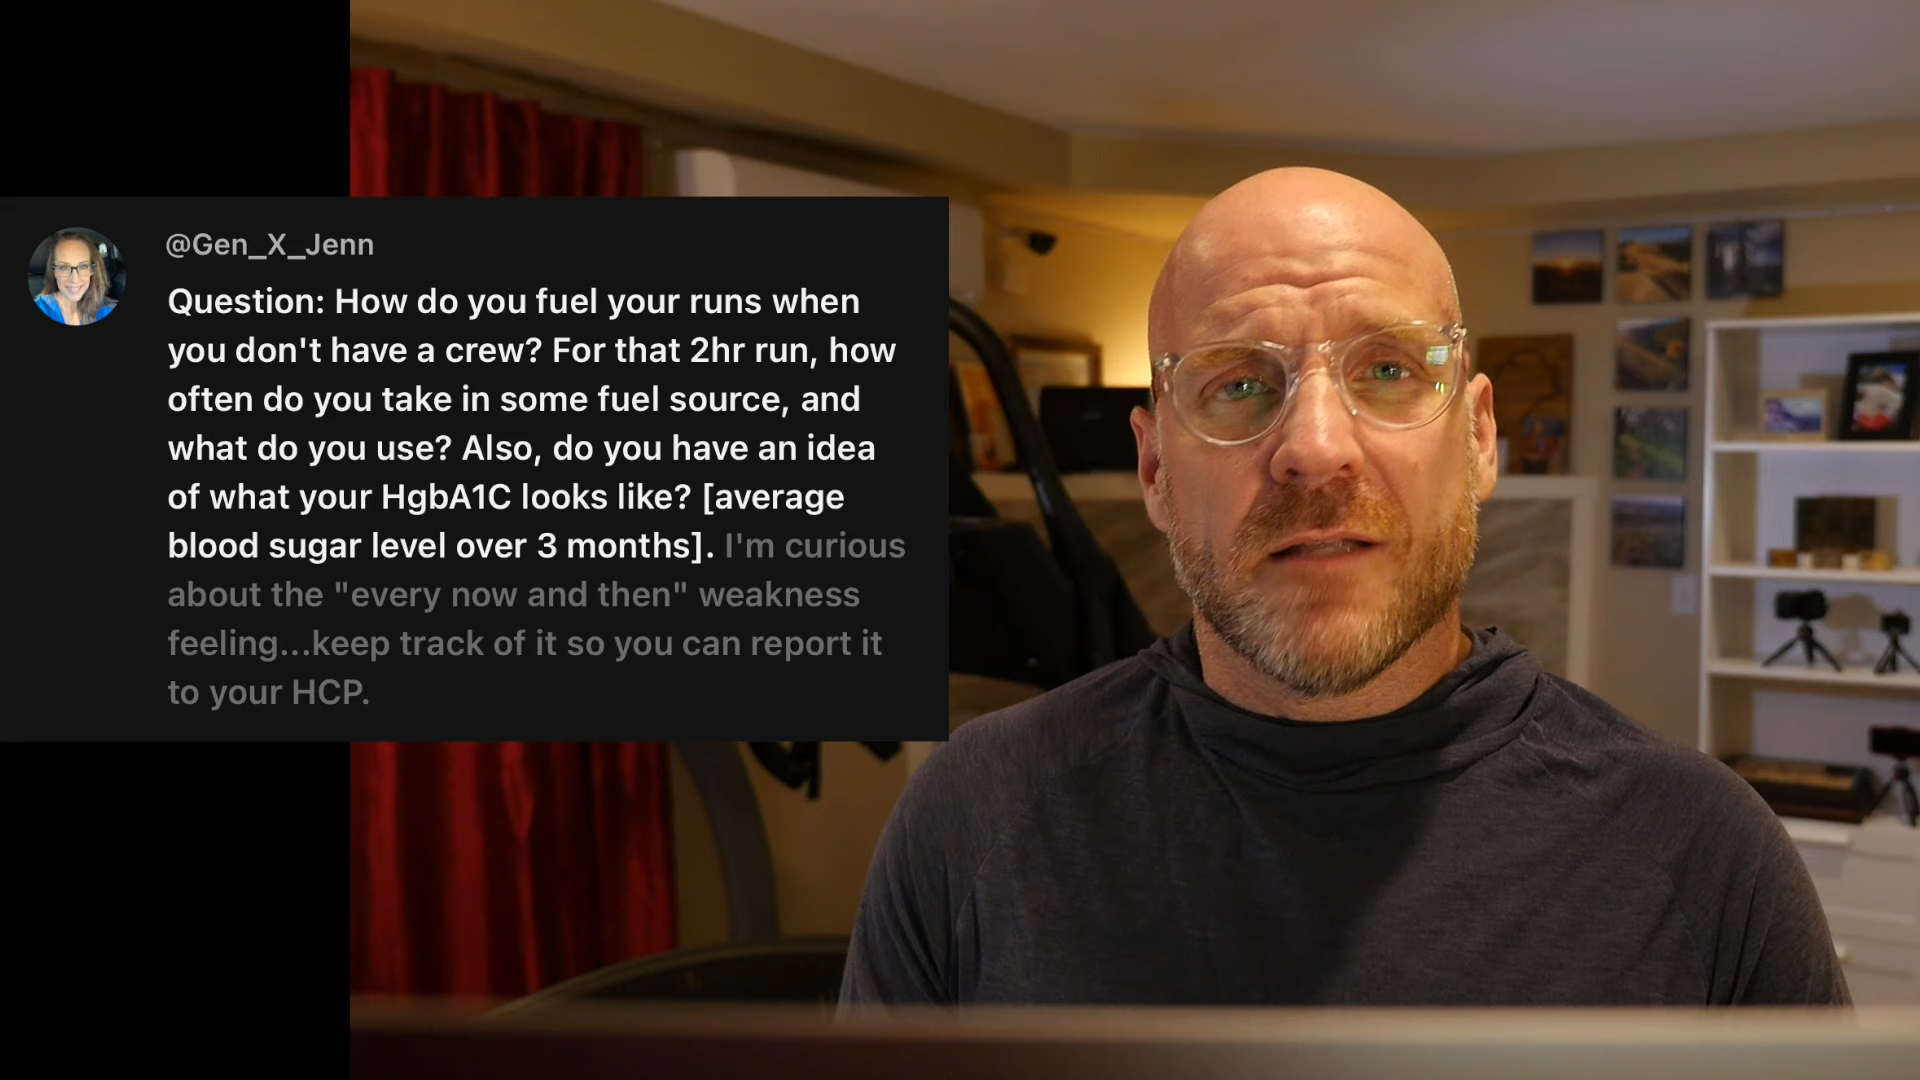 @Gen_X_Jenn
Question: How do you fuel your runs when
you don't have a crew? For that 2hr run, how
often do you take in some fuel source, and
what do you use? Also, do you have an idea
of what your HgbA1C looks like? [average
blood sugar level over 3 months]. I'm curious
about the "every now and then" weakness
feeling...keep track of it so you can report it
to your HCP.